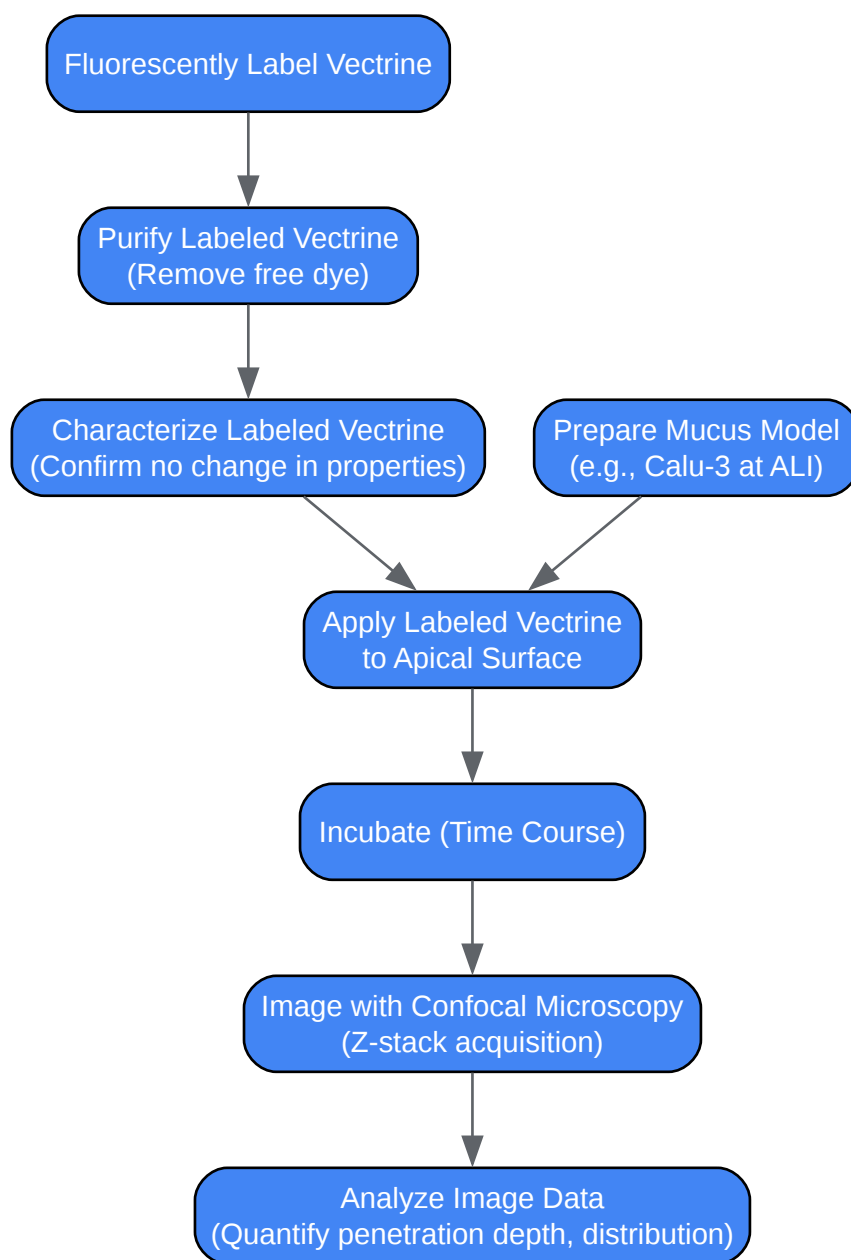 Fluorescently Label Vectrine
Purify Labeled Vectrine
(Remove free dye)
Characterize Labeled Vectrine
(Confirm no change in properties)
Prepare Mucus Model
(e.g., Calu-3 at ALI)
Apply Labeled Vectrine
to Apical Surface
Incubate (Time Course)
Image with Confocal Microscopy
(Z-stack acquisition)
Analyze Image Data
(Quantify penetration depth, distribution)